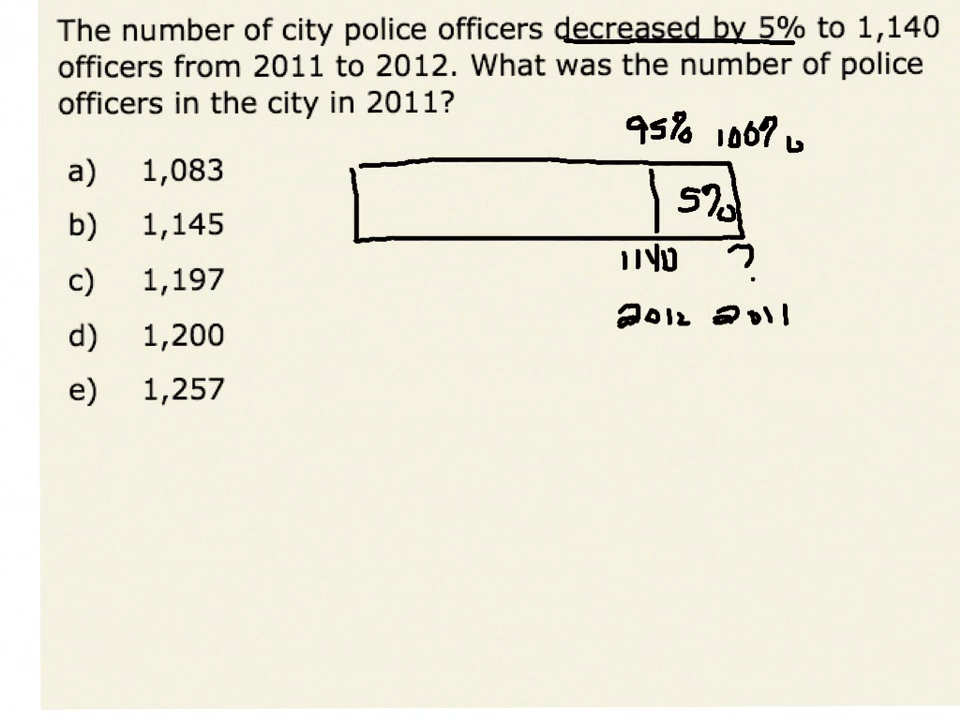 The number of city police officers decreased by 5% to 1,140
officers from 2011 to 2012. What was the number of police
officers in the city in 2011?
95% 100%
a) 1,083
5%
b) 1,145
c) 1,197
1140 ?
2012 2011
d) 1,200
e) 1,257